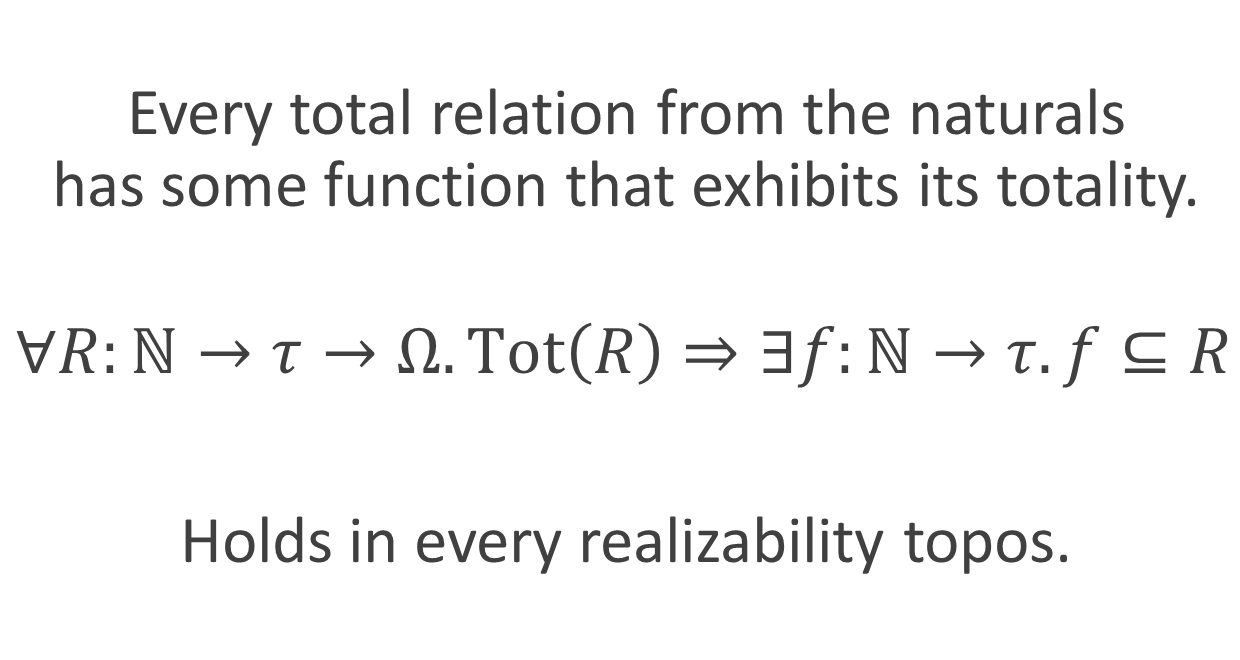 Every total relation from the naturals
has some function that exhibits its totality.
∀𝑅: ℕ → 𝜏 → Ω. Tot(𝑅) ⇒ ∃𝑓: ℕ → 𝜏. 𝑓 ⊆ 𝑅
Holds in every realizability topos.